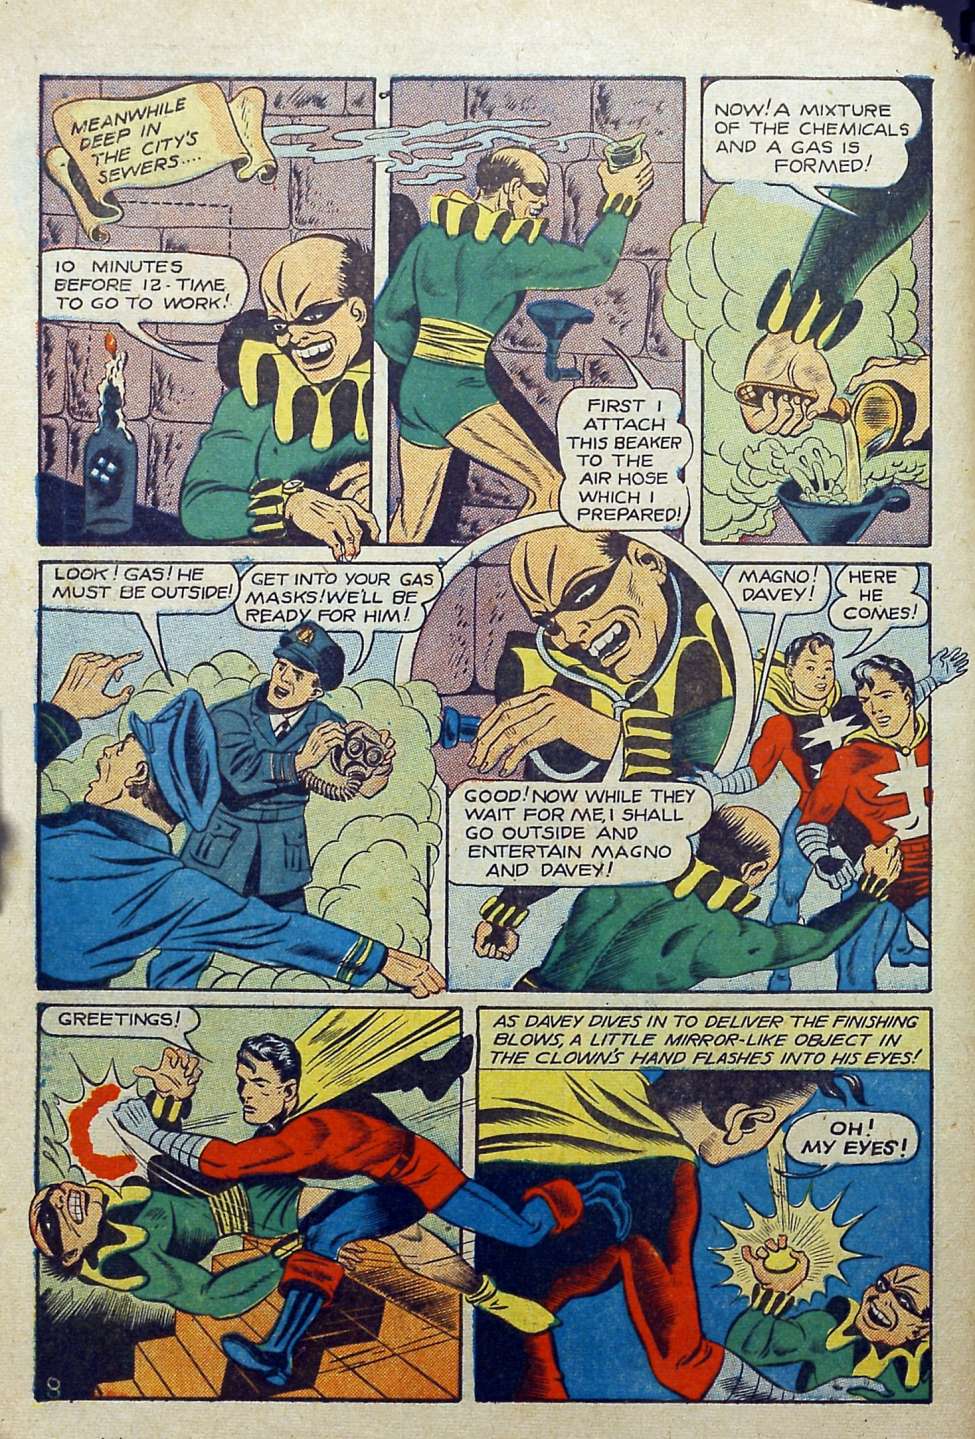 MEANWHILE
DEEP IN
THE CITY'S
SEWERS....
10 MINUTES
BEFORE 12-TIME
TO GO TO WORK!
FIRST I
ATTACH
THIS BEAKER
TO THE
AIR HOSE
WHICH I
PREPARED!
NOW! A MIXTURE
OF THE CHEMICALS
AND A GAS IS
FORMED!
LOOK! GAS! HE
MUST BE OUTSIDE!
GET INTO YOUR GAS
MASKS! WE'LL BE
READY FOR HIM!
GOOD! NOW WHILE THEY
WAIT FOR ME, I SHALL
GO OUTSIDE AND
ENTERTAIN MAGNO
AND DAVEY!
MAGNO!
DAVEY!
HERE
HE
COMES!
GREETINGS!
AS DAVEY DIVES IN TO DELIVER THE FINISHING
BLOWS, A LITTLE MIRROR-LIKE OBJECT IN
THE CLOWN'S HAND FLASHES INTO HIS EYES!
OH!
MY EYES!
8